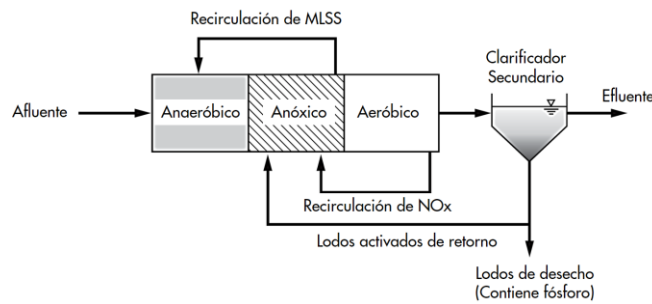 Recirculación de MLSS
Clarificador
Secundario
Afluente
Anaeróbico
Anóxico
Aeróbico
Efluente
Recirculación de NOx
Lodos activados de retorno
Lodos de desecho
(Contiene fósforo)